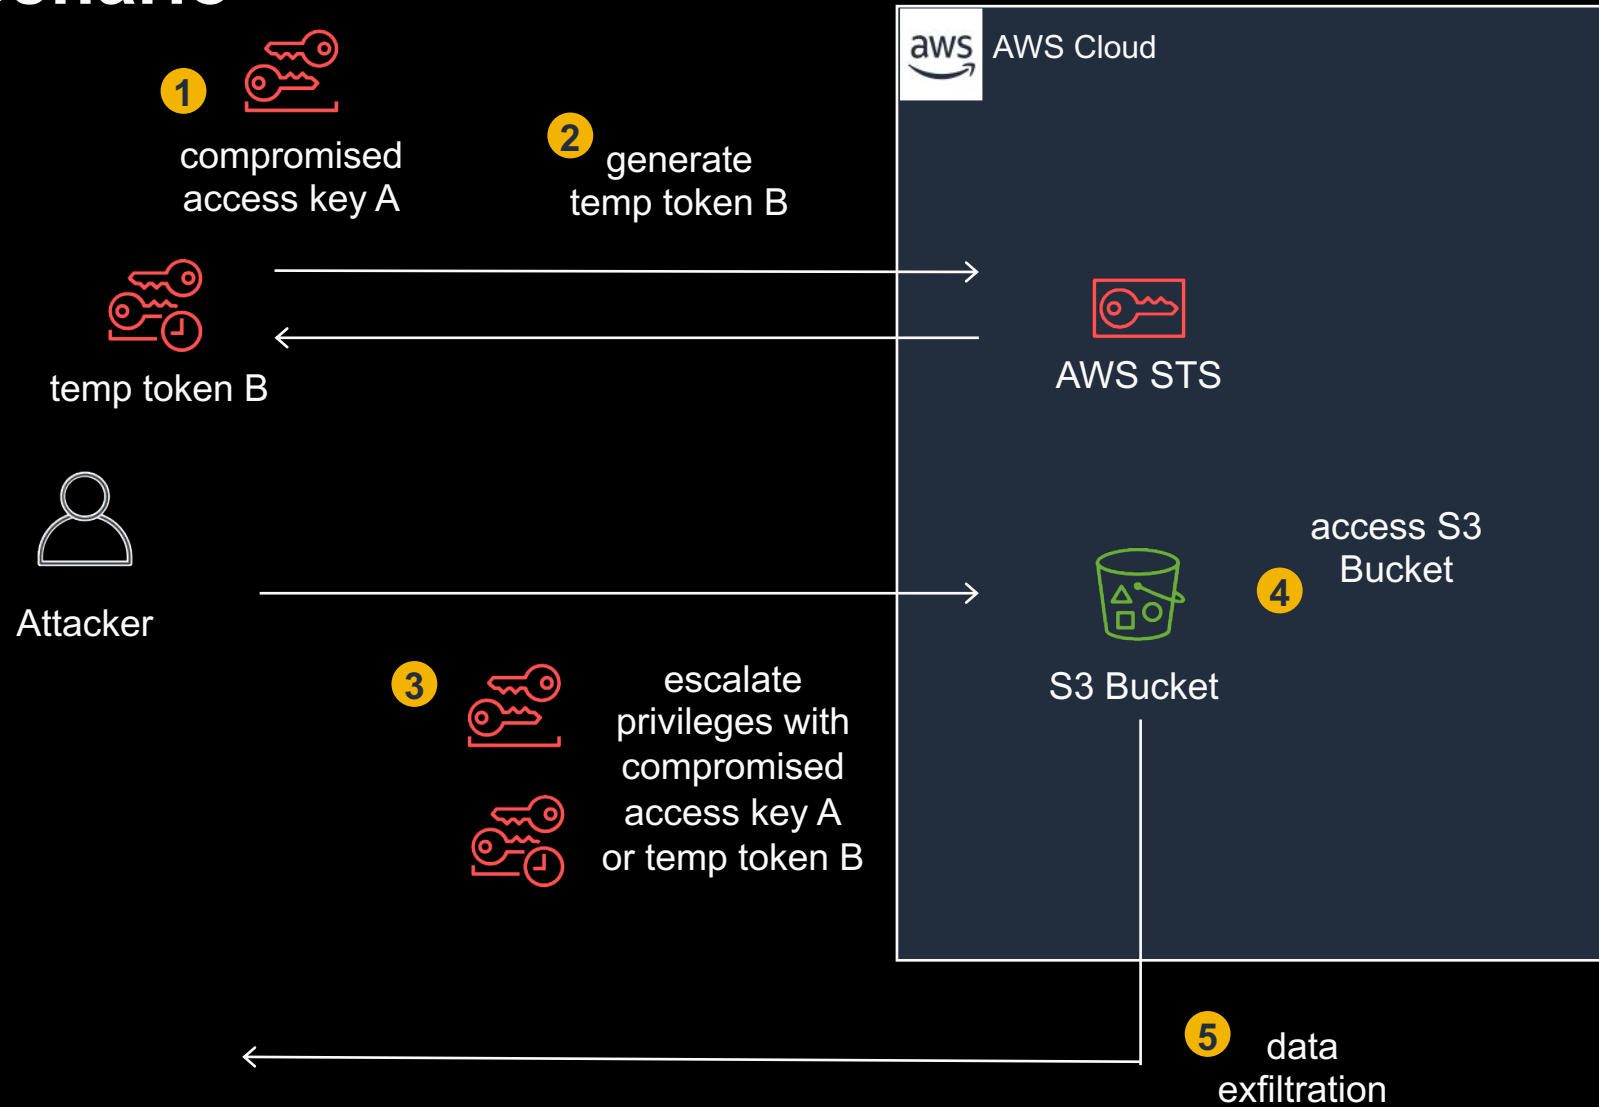 aws
AWS Cloud
1
compromised
access key A
2
generate
temp token B
temp token B
AWS STS
Attacker
access S3
Bucket
4
S3 Bucket
3
escalate
privileges with
compromised
access key A
or temp token B
5
data
exfiltration